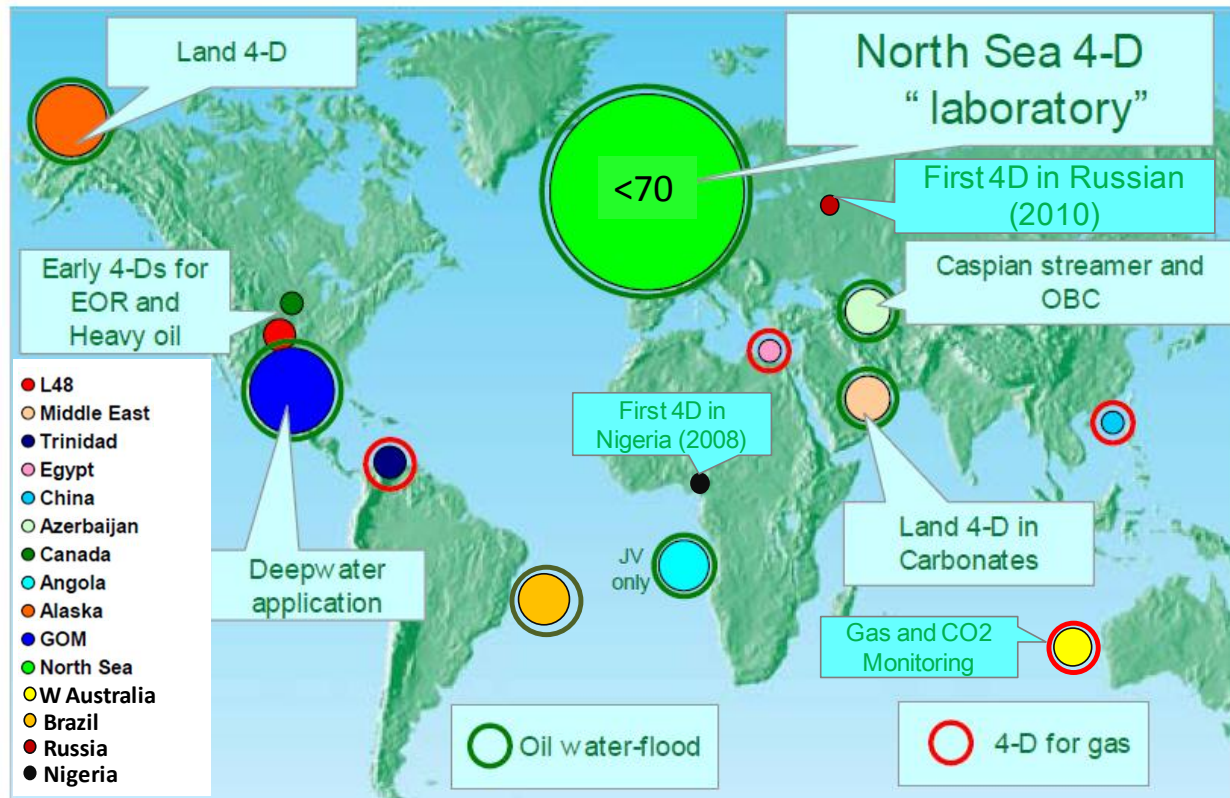 Land 4-D
North Sea 4-D
“ laboratory”
<70
First 4D in Russian
(2010)
Early 4-Ds for
EOR and
Heavy oil
Caspian streamer and
OBC
L48
Middle East
Trinidad
Egypt
China
Azerbaijan
Canada
Angola
Alaska
GOM
North Sea
W Australia
Brazil
Russia
Nigeria
First 4D in
Nigeria (2008)
Deepwater
application
JV
only
Land 4-D in
Carbonates
Gas and CO2
Monitoring
Oil water-flood
4-D for gas